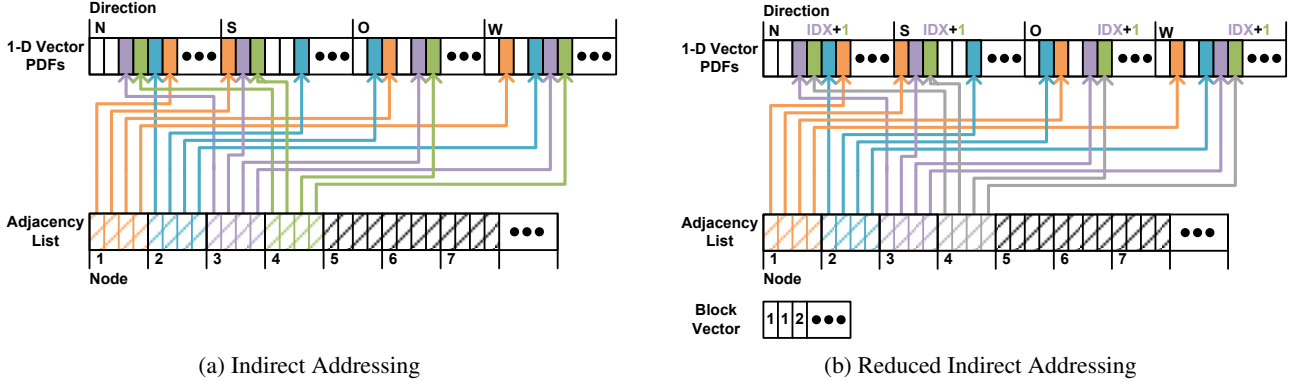 Direction
N S O W
1-D Vector
PDFs
Adjacency
List
1 2 3 4 5 6 7
Node
(a) Indirect Addressing
Direction
N IDX+1 S IDX+1 O IDX+1 W IDX+1
1-D Vector
PDFs
Adjacency
List
1 2 3 4 5 6 7
Node
Block
Vector
1 1 2
(b) Reduced Indirect Addressing